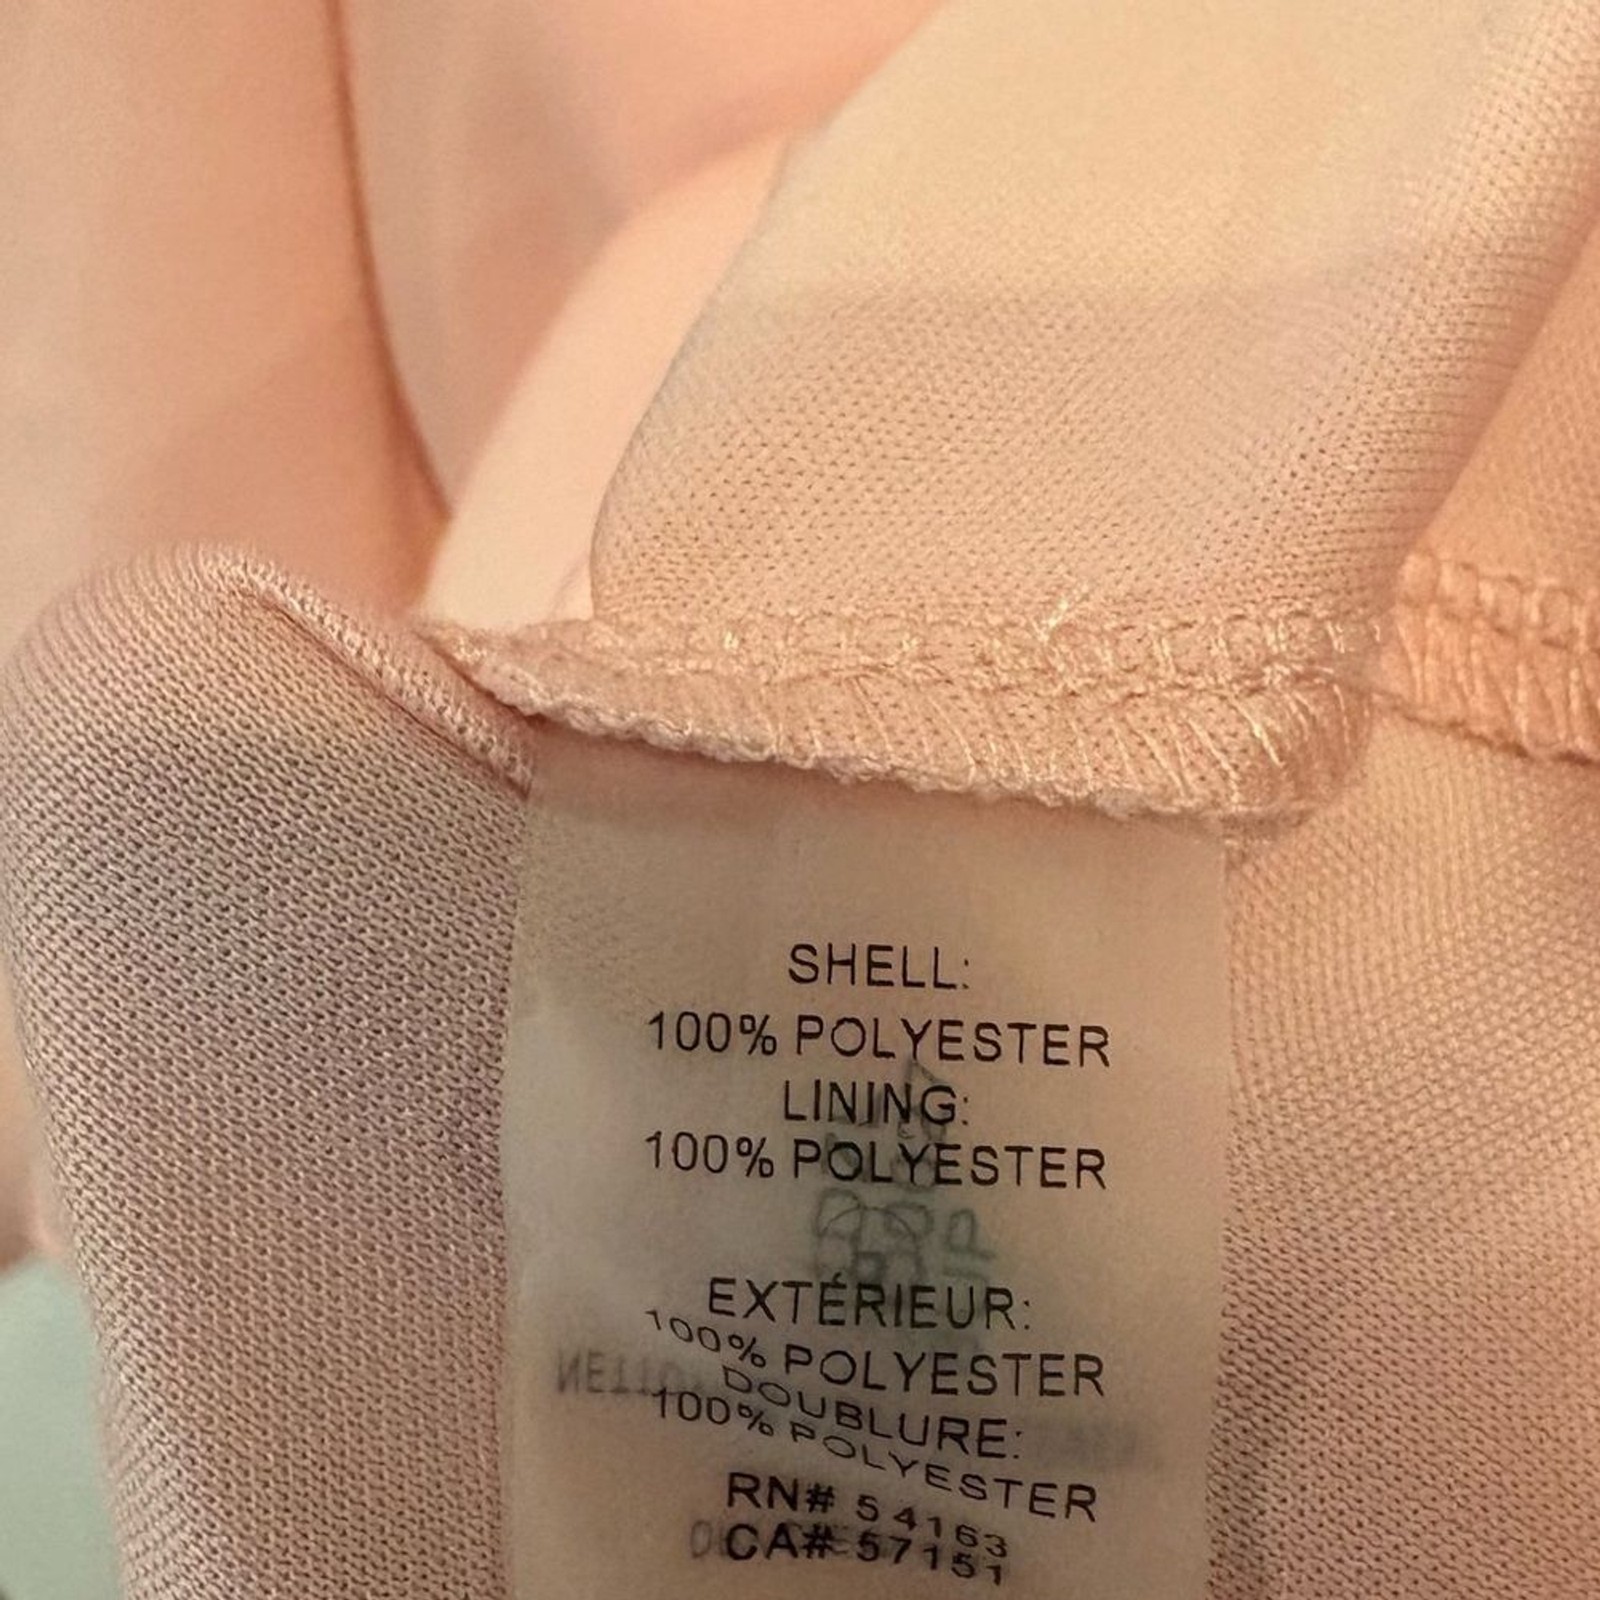 SHELL:
100% POLYESTER
LINING:
100% POLYESTER
EXTÉRIEUR:
100% POLYESTER
DOUBLURE:
100% POLYESTER
RN# 54163
CA# 57151